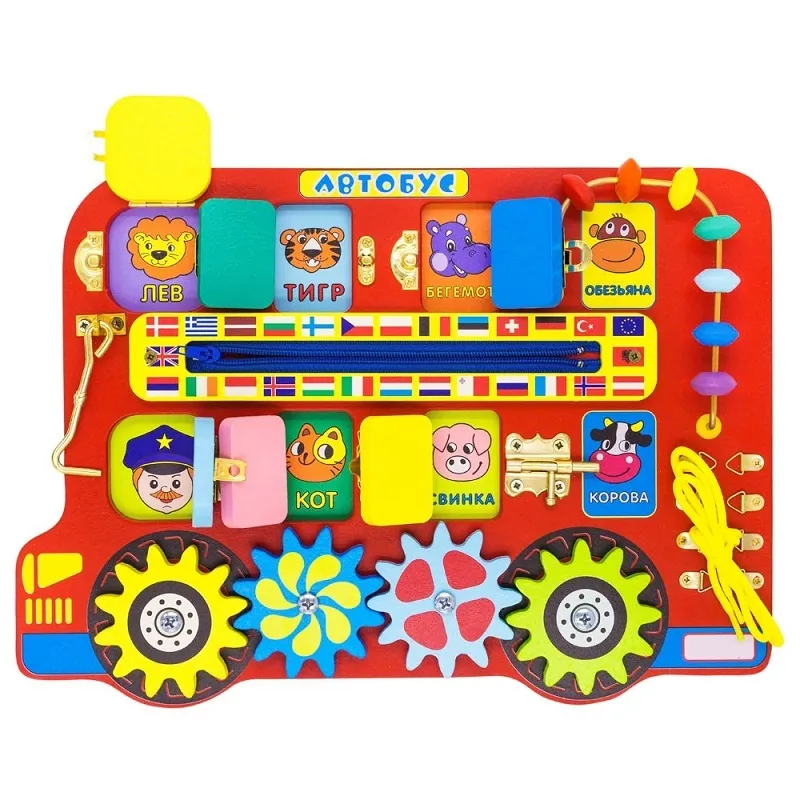 АВТОБУС
ЛЕВ
ТИГР
БЕГЕМОТ
ОБЕЗЬЯНА
КОТ
СВИНКА
КОРОВА